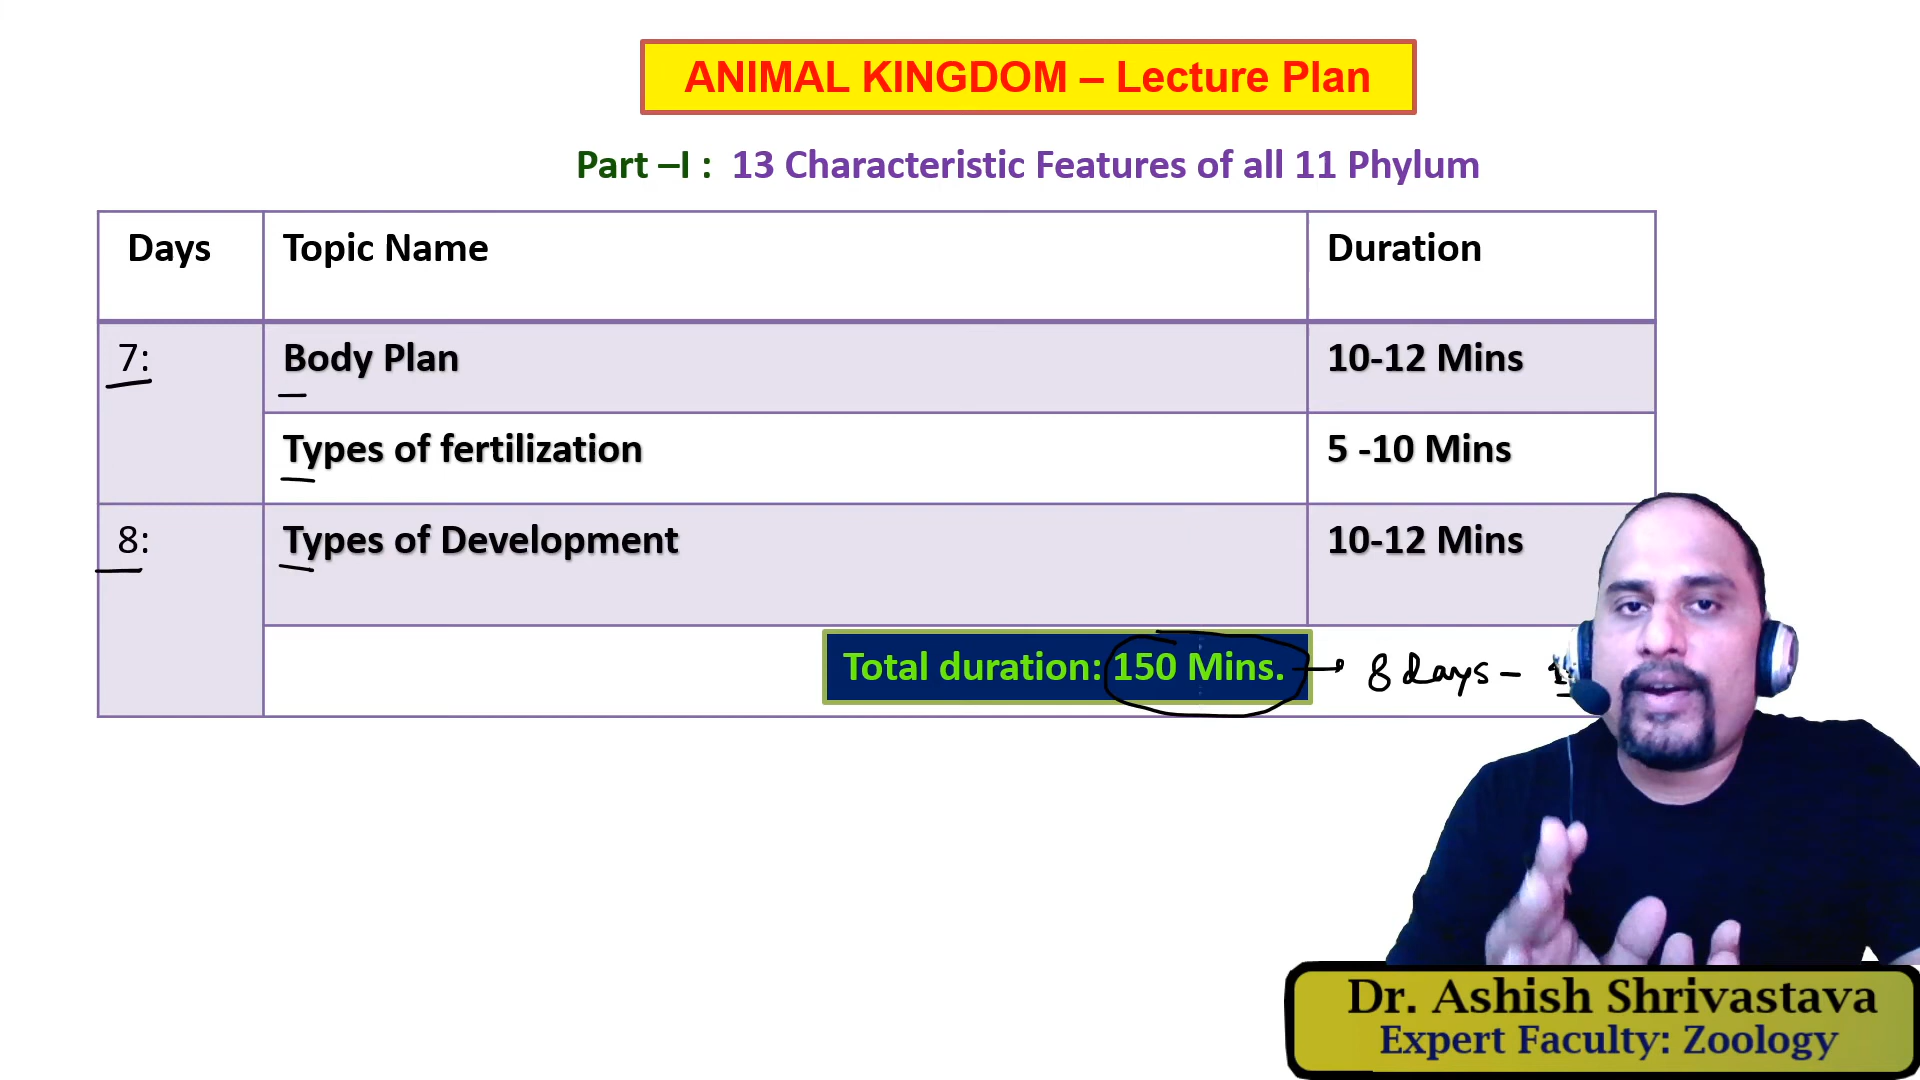 ANIMAL KINGDOM – Lecture Plan
Part –I : 13 Characteristic Features of all 11 Phylum
Days Topic Name Duration
7: Body Plan 10-12 Mins
Types of fertilization 5 -10 Mins
8: Types of Development 10-12 Mins
Total duration: 150 Mins. → 8 days –
Dr. Ashish Shrivastava
Expert Faculty: Zoology